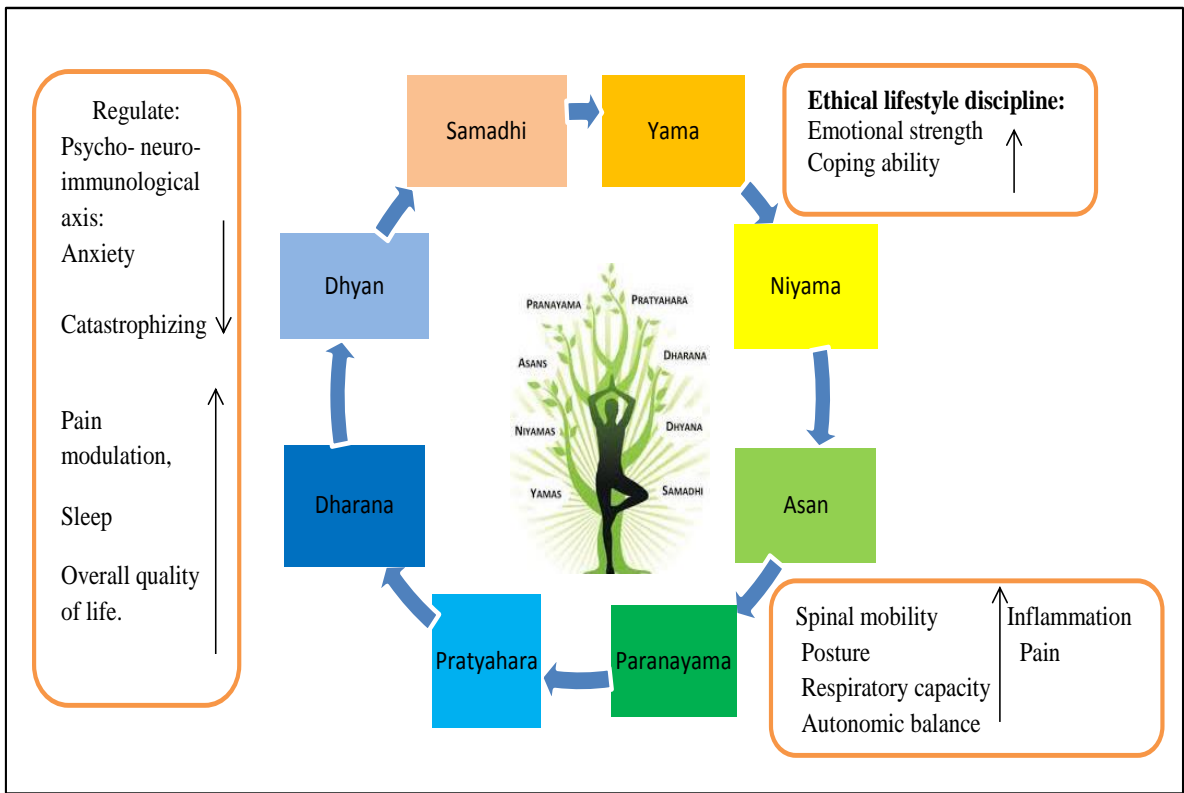 Regulate:
Psycho- neuro-
immunological
axis:
Anxiety
Catastrophizing
Pain
modulation,
Sleep
Overall quality
of life.
Samadhi
Yama
Ethical lifestyle discipline:
Emotional strength
Coping ability
Dhyan
Niyama
PRANAYAMA
PRATYAHARA
ASANS
DHARANA
NIYAMAS
DHYANA
YAMAS
SAMADHI
Dharana
Asan
Pratyahara
Paranayama
Spinal mobility
Posture
Respiratory capacity
Autonomic balance
Inflammation
Pain